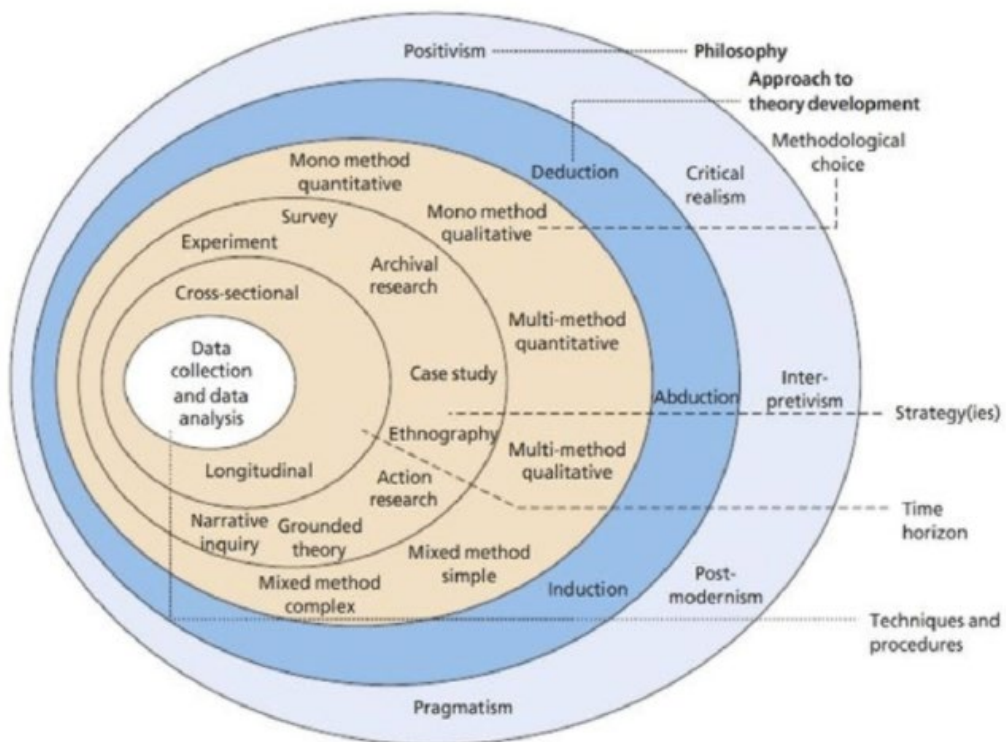 Positivism
Philosophy
Approach to
theory development
Methodological
choice
Mono method
quantitative
Deduction
Critical
realism
Mono method
qualitative
Survey
Experiment
Archival
research
Cross-sectional
Multi-method
quantitative
Data
collection
and data
analysis
Case study
Abduction
Inter-
pretivism
Strategy(ies)
Ethnography
Multi-method
qualitative
Longitudinal
Action
research
Time
horizon
Narrative
inquiry
Grounded
theory
Mixed method
simple
Mixed method
complex
Induction
Post-
modernism
Techniques and
procedures
Pragmatism